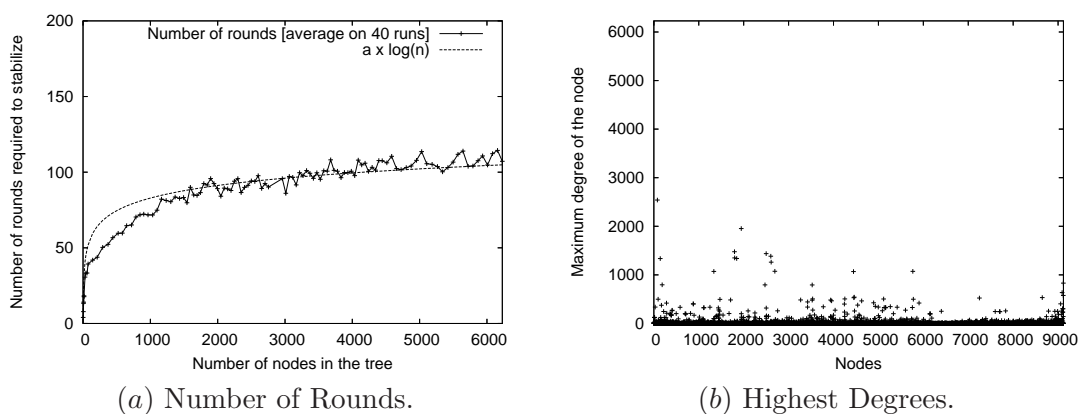 Number of rounds required to stabilize
200
150
100
50
0
Number of rounds [average on 40 runs]
a x log(n)
0 1000 2000 3000 4000 5000 6000
Number of nodes in the tree
(a) Number of Rounds.
Maximum degree of the node
6000
5000
4000
3000
2000
1000
0
0 1000 2000 3000 4000 5000 6000 7000 8000 9000
Nodes
(b) Highest Degrees.